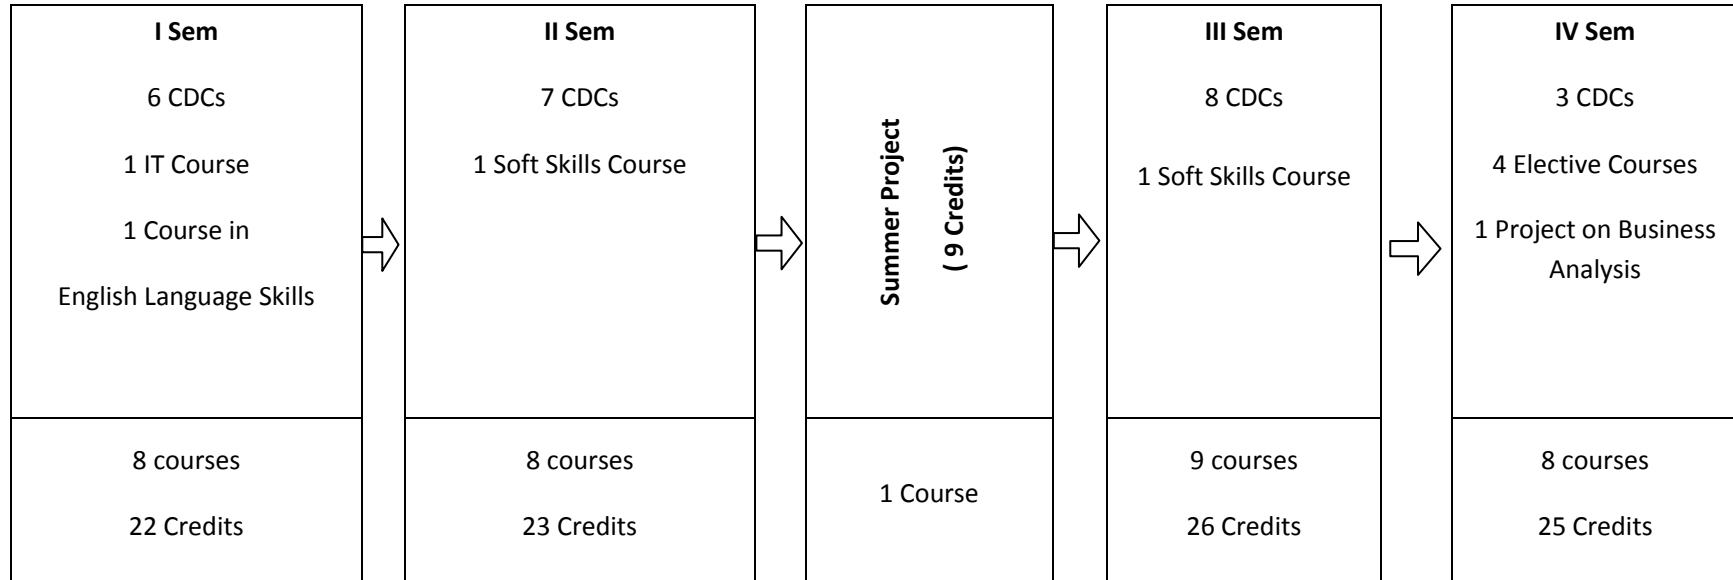 I Sem
6 CDCs
1 IT Course
1 Course in
English Language Skills
8 courses
22 Credits
II Sem
7 CDCs
1 Soft Skills Course
8 courses
23 Credits
Summer Project
( 9 Credits)
1 Course
III Sem
8 CDCs
1 Soft Skills Course
9 courses
26 Credits
IV Sem
3 CDCs
4 Elective Courses
1 Project on Business
Analysis
8 courses
25 Credits